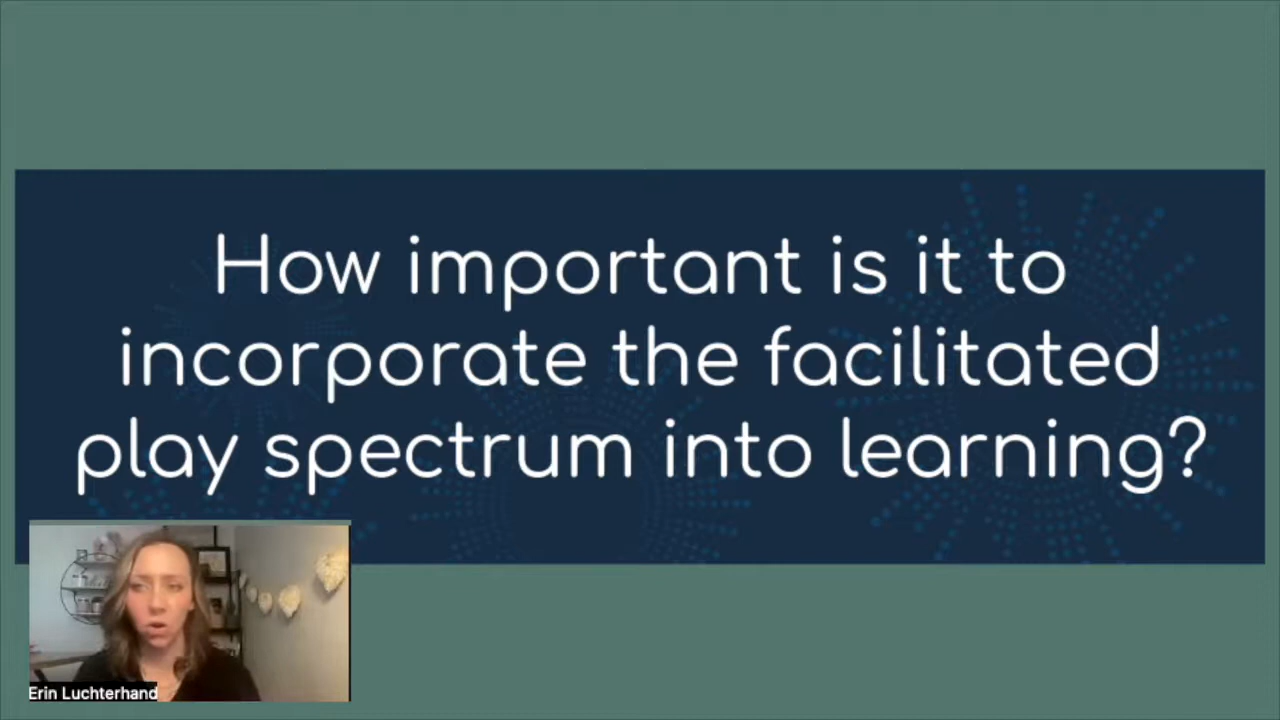 How important is it to
incorporate the facilitated
play spectrum into learning?
Erin Luchterhand